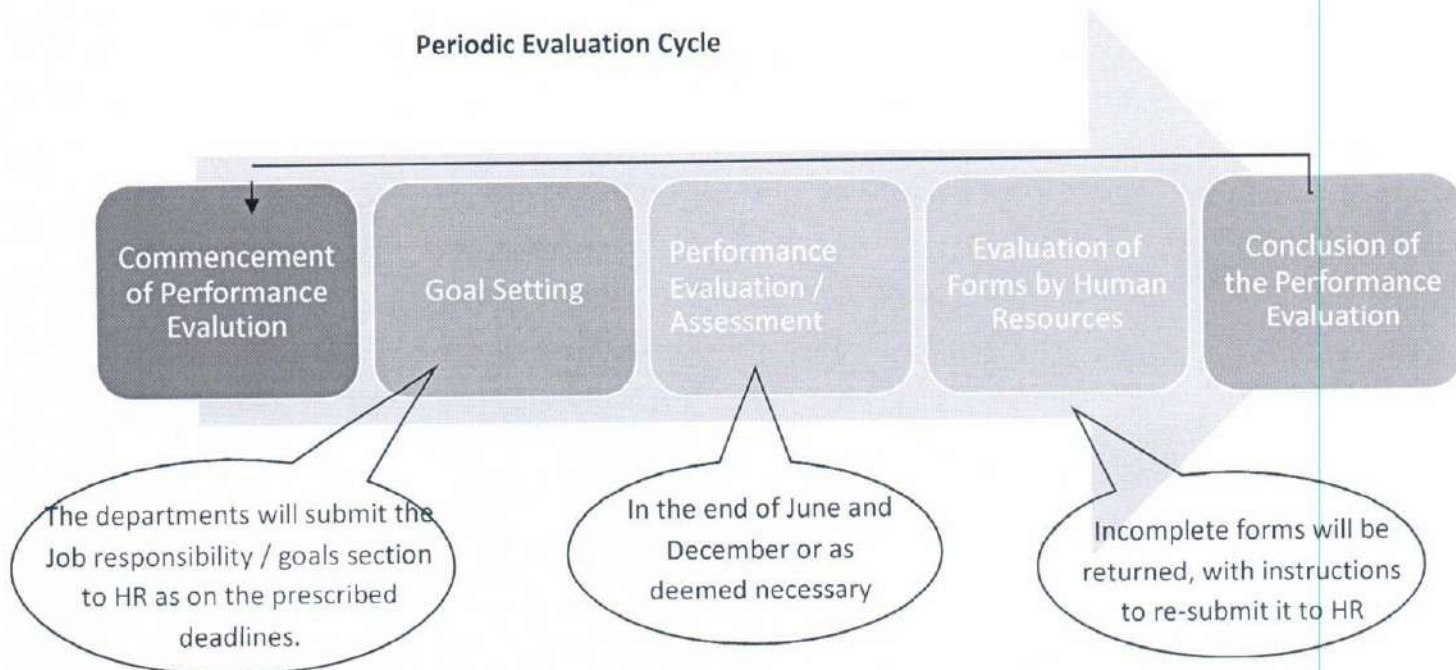 Periodic Evaluation Cycle
Commencement
of Performance
Evalution
Goal Setting
Performance
Evaluation /
Assessment
Evaluation of
Forms by Human
Resources
Conclusion of
the Performance
Evaluation
The departments will submit the
Job responsibility / goals section
to HR as on the prescribed
deadlines.
In the end of June and
December or as
deemed necessary
Incomplete forms will be
returned, with instructions
to re-submit it to HR